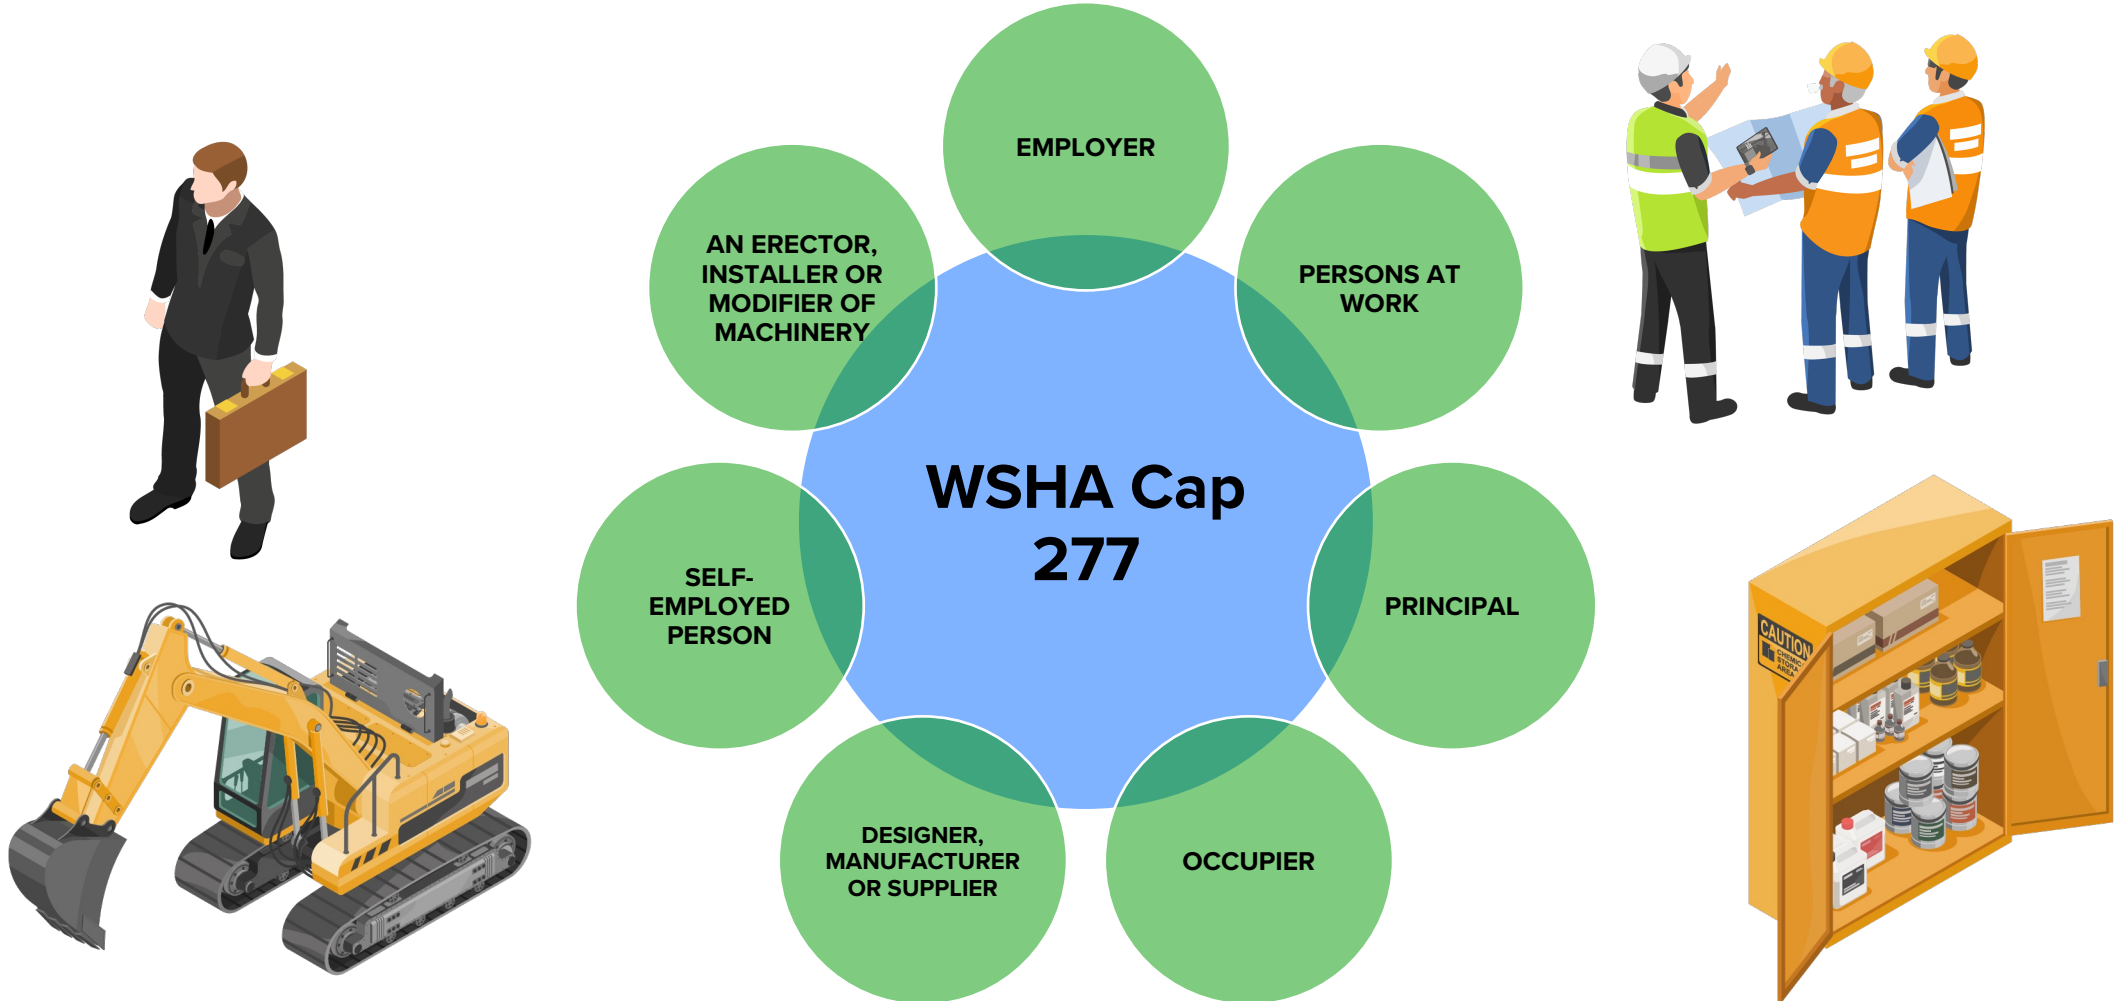 EMPLOYER
PERSONS AT
WORK
PRINCIPAL
OCCUPIER
DESIGNER,
MANUFACTURER
OR SUPPLIER
SELF-
EMPLOYED
PERSON
AN ERECTOR,
INSTALLER OR
MODIFIER OF
MACHINERY
WSHA Cap
277
CAUTION